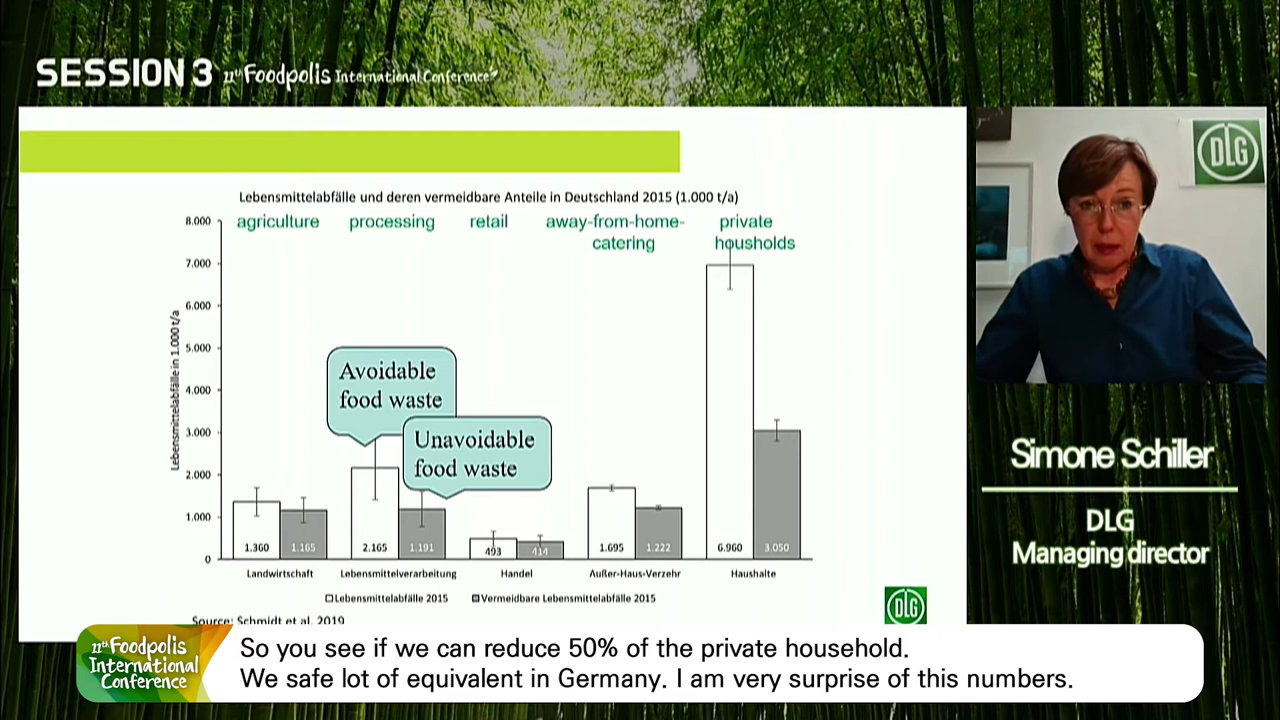 SESSION 3 11th Foodpolis International Conference
DLG
Lebensmittelabfälle und deren vermeidbare Anteile in Deutschland 2015 (1.000 t/a)
agriculture processing retail away-from-home-catering private housholds
Lebensmittelabfälle in 1.000 t/a
8.000
7.000
6.000
5.000
4.000
3.000
2.000
1.000
0
Avoidable
food waste
Unavoidable
food waste
1.360 1.165 2.165 1.191 493 414 1.695 1.222 6.960 3.050
Landwirtschaft Lebensmittelverarbeitung Handel Außer-Haus-Verzehr Haushalte
Lebensmittelabfälle 2015 Vermeidbare Lebensmittelabfälle 2015
Source: Schmidt et al. 2019
DLG
Simone Schiller
DLG
Managing director
11th Foodpolis
International
Conference
So you see if we can reduce 50% of the private household.
We safe lot of equivalent in Germany. I am very surprise of this numbers.